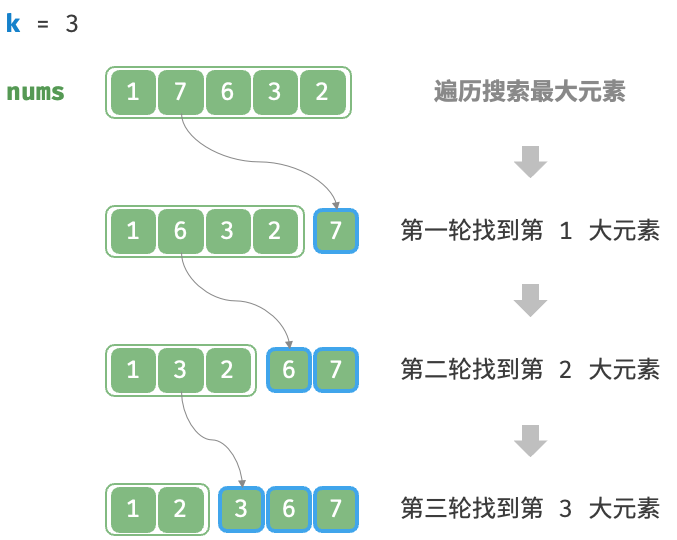 k = 3
nums 1 7 6 3 2 遍历搜索最大元素
1 6 3 2 7 第一轮找到第 1 大元素
1 3 2 6 7 第二轮找到第 2 大元素
1 2 3 6 7 第三轮找到第 3 大元素